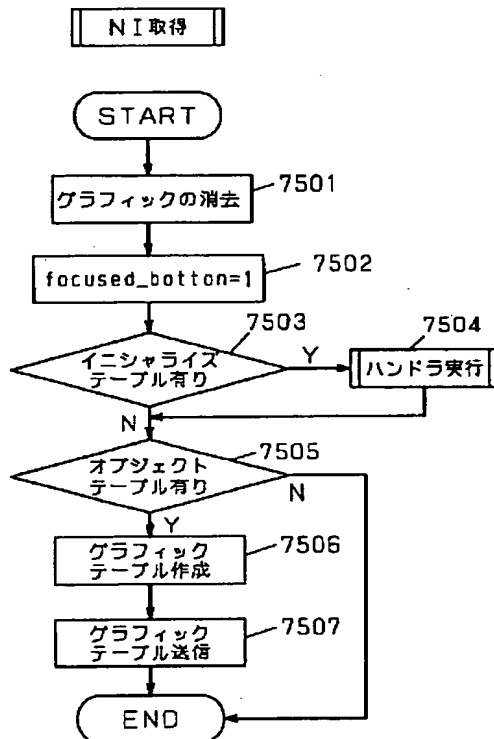 NI取得
START
グラフィックの消去
7501
focused_botton=1
7502
7503
イニシャライズ
テーブル有り
Y
7504
ハンドラ実行
N
オブジェクト
テーブル有り
7505
N
Y
グラフィック
テーブル作成
7506
グラフィック
テーブル送信
7507
END